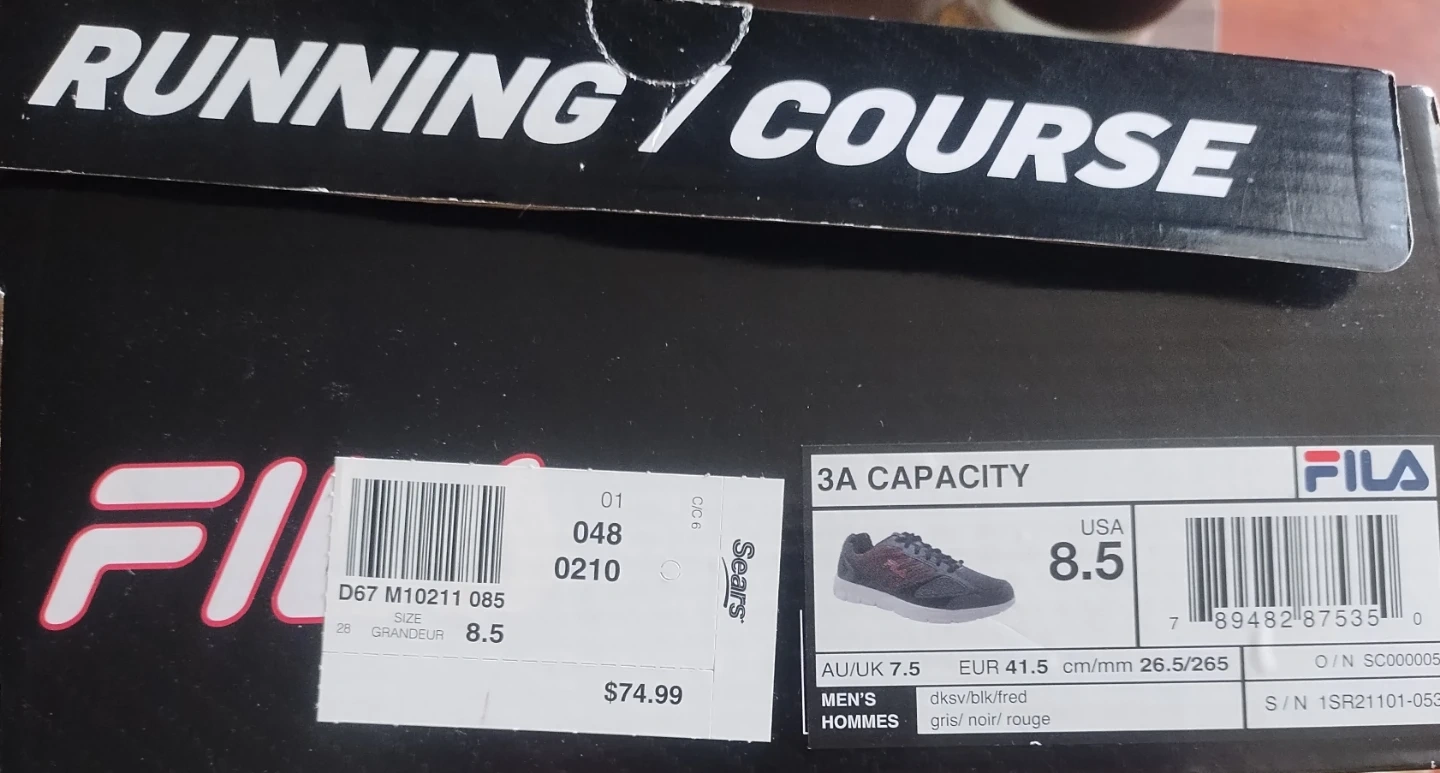 RUNNING / COURSE
FIL
01
048
0210
C/C 6
Sears
D67 M10211 085
SIZE
28 GRANDEUR 8.5
$74.99
3A CAPACITY
FILA
USA
8.5
7 89482 87535 0
AU/UK 7.5 EUR 41.5 cm/mm 26.5/265
O/N SC000005
MEN'S
HOMMES
dksv/blk/fred
gris/ noir/ rouge
S/N 1SR21101-053